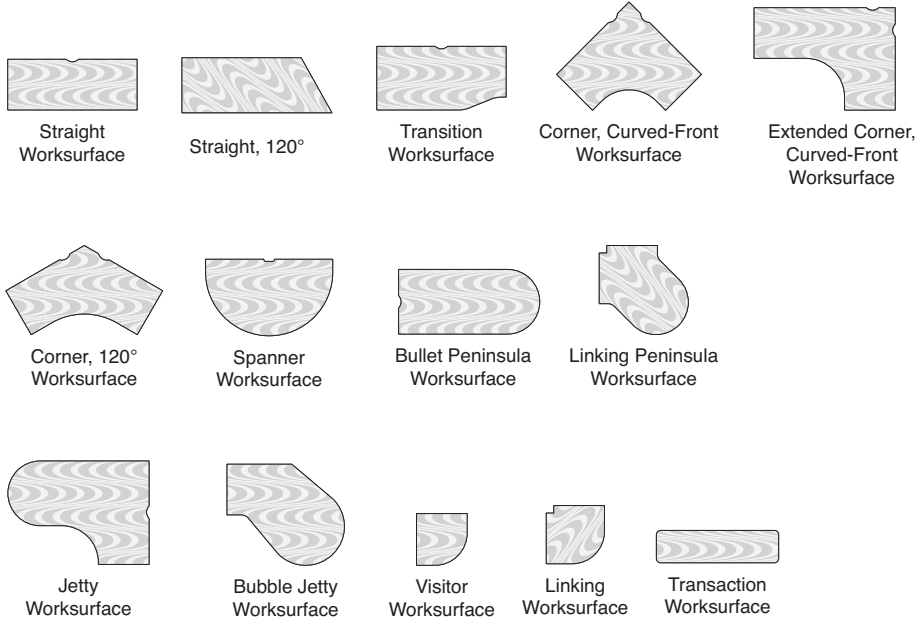 Straight
Worksurface
Straight, 120°
Transition
Worksurface
Corner, Curved-Front
Worksurface
Extended Corner,
Curved-Front
Worksurface
Corner, 120°
Worksurface
Spanner
Worksurface
Bullet Peninsula
Worksurface
Linking Peninsula
Worksurface
Jetty
Worksurface
Bubble Jetty
Worksurface
Visitor
Worksurface
Linking
Worksurface
Transaction
Worksurface